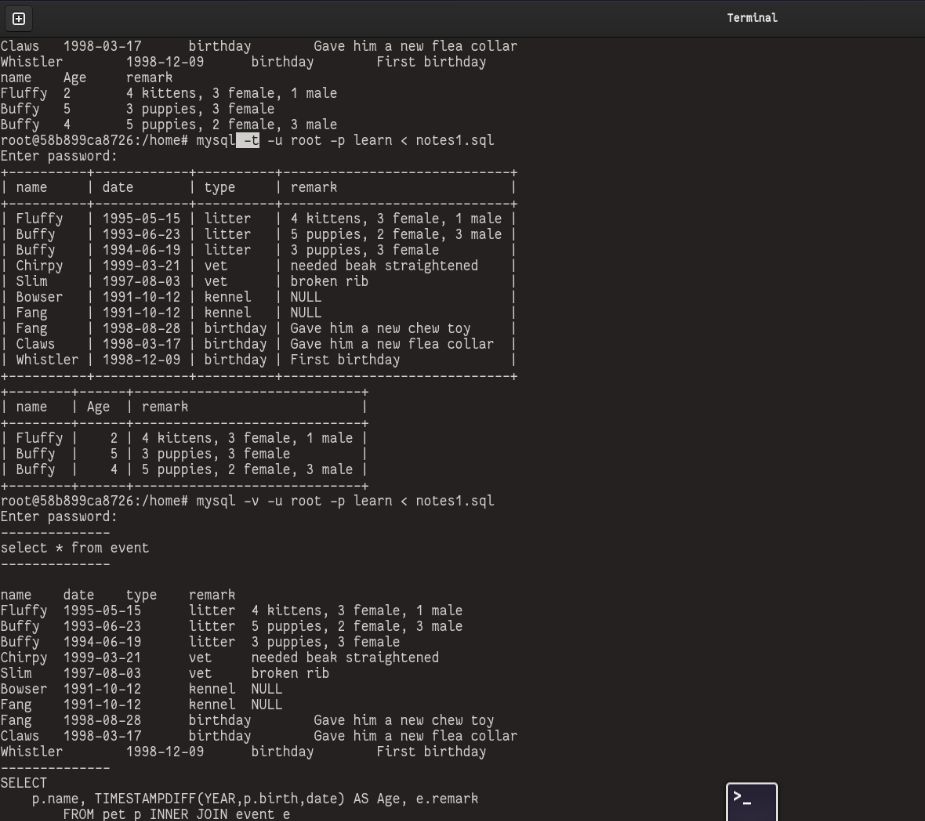 Terminal
Claws   1998-03-17      birthday        Gave him a new flea collar
Whistler        1998-12-09      birthday        First birthday
name    Age     remark
Fluffy  2       4 kittens, 3 female, 1 male
Buffy   5       3 puppies, 3 female
Buffy   4       5 puppies, 2 female, 3 male
root@58b899ca8726:/home# mysql -t -u root -p learn < notes1.sql
Enter password:
+----------+------------+----------+-----------------------------+
| name     | date       | type     | remark                      |
+----------+------------+----------+-----------------------------+
| Fluffy   | 1995-05-15 | litter   | 4 kittens, 3 female, 1 male |
| Buffy    | 1993-06-23 | litter   | 5 puppies, 2 female, 3 male |
| Buffy    | 1994-06-19 | litter   | 3 puppies, 3 female         |
| Chirpy   | 1999-03-21 | vet      | needed beak straightened    |
| Slim     | 1997-08-03 | vet      | broken rib                  |
| Bowser   | 1991-10-12 | kennel   | NULL                        |
| Fang     | 1991-10-12 | kennel   | NULL                        |
| Fang     | 1998-08-28 | birthday | Gave him a new chew toy     |
| Claws    | 1998-03-17 | birthday | Gave him a new flea collar  |
| Whistler | 1998-12-09 | birthday | First birthday              |
+----------+------------+----------+-----------------------------+
+--------+------+-----------------------------+
| name   | Age  | remark                      |
+--------+------+-----------------------------+
| Fluffy |    2 | 4 kittens, 3 female, 1 male |
| Buffy  |    5 | 3 puppies, 3 female         |
| Buffy  |    4 | 5 puppies, 2 female, 3 male |
+--------+------+-----------------------------+
root@58b899ca8726:/home# mysql -v -u root -p learn < notes1.sql
Enter password:
--------------
select * from event
--------------
name    date    type    remark
Fluffy  1995-05-15      litter  4 kittens, 3 female, 1 male
Buffy   1993-06-23      litter  5 puppies, 2 female, 3 male
Buffy   1994-06-19      litter  3 puppies, 3 female
Chirpy  1999-03-21      vet     needed beak straightened
Slim    1997-08-03      vet     broken rib
Bowser  1991-10-12      kennel  NULL
Fang    1991-10-12      kennel  NULL
Fang    1998-08-28      birthday        Gave him a new chew toy
Claws   1998-03-17      birthday        Gave him a new flea collar
Whistler        1998-12-09      birthday        First birthday
--------------
SELECT
    p.name, TIMESTAMPDIFF(YEAR,p.birth,date) AS Age, e.remark
        FROM pet p INNER JOIN event e
>_